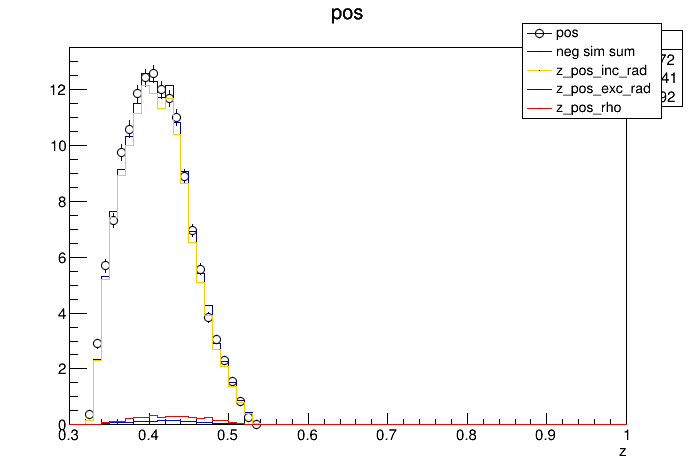 pos
pos
neg sim sum
z_pos_inc_rad
z_pos_exc_rad
z_pos_rho
72
41
92
12
10
8
6
4
2
0
0.3 0.4 0.5 0.6 0.7 0.8 0.9 1
z